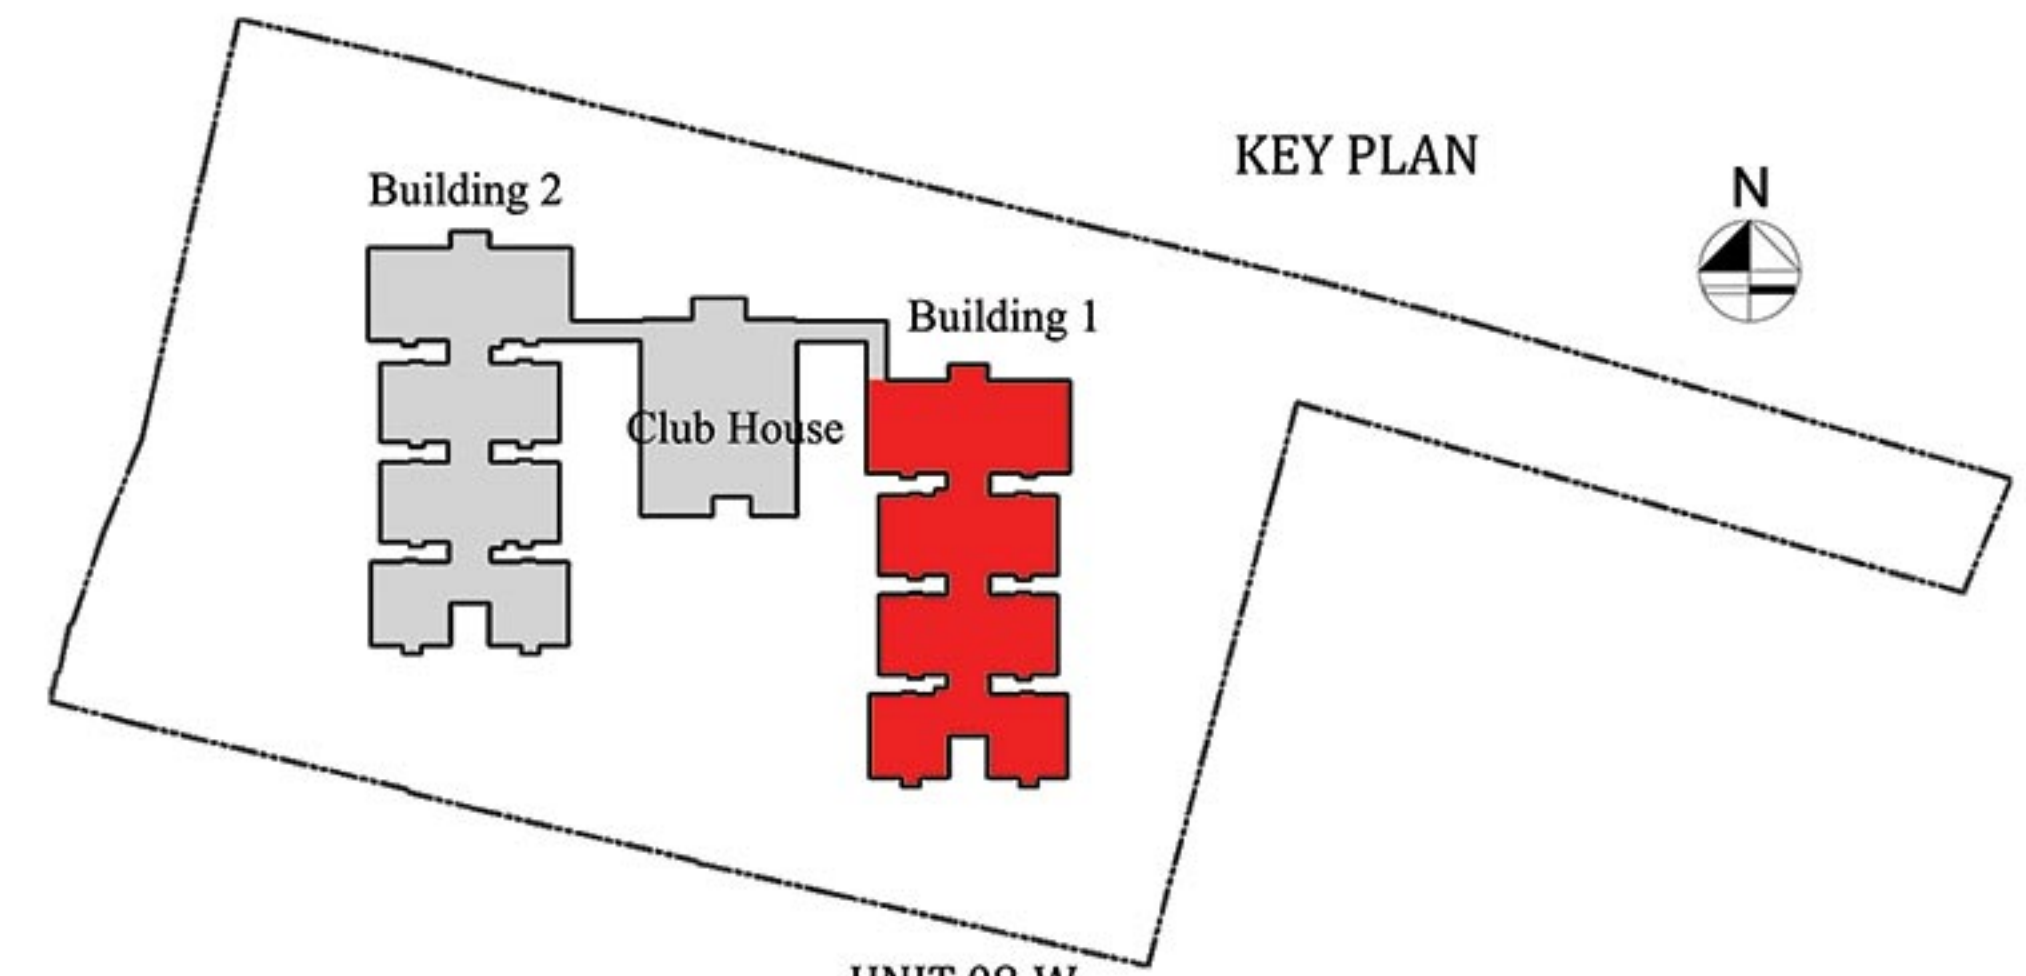 KEY PLAN
N
Building 2
Building 1
Club House